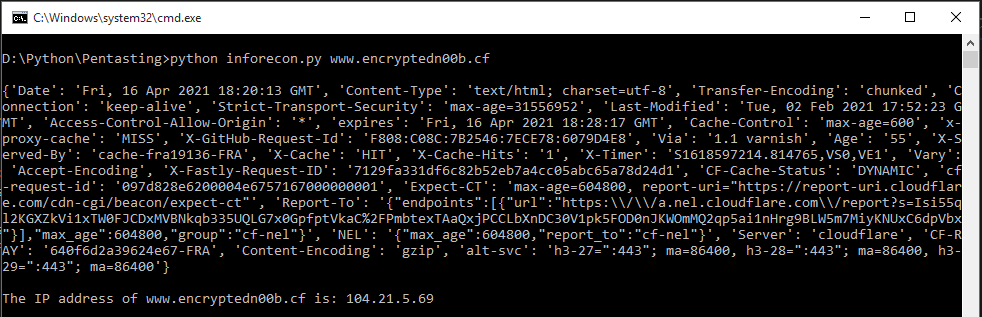 C:\Windows\system32\cmd.exe
D:\Python\Pentasting>python inforecon.py www.encryptedn00b.cf
{'Date': 'Fri, 16 Apr 2021 18:20:13 GMT', 'Content-Type': 'text/html; charset=utf-8', 'Transfer-Encoding': 'chunked', 'C
onnection': 'keep-alive', 'Strict-Transport-Security': 'max-age=31556952', 'Last-Modified': 'Tue, 02 Feb 2021 17:52:23 G
MT', 'Access-Control-Allow-Origin': '*', 'expires': 'Fri, 16 Apr 2021 18:28:17 GMT', 'Cache-Control': 'max-age=600', 'x-
proxy-cache': 'MISS', 'X-GitHub-Request-Id': 'F808:C08C:7B2546:7ECE78:6079D4E8', 'Via': '1.1 varnish', 'Age': '55', 'X-S
erved-By': 'cache-fra19136-FRA', 'X-Cache': 'HIT', 'X-Cache-Hits': '1', 'X-Timer': 'S1618597214.814765,VS0,VE1', 'Vary':
 'Accept-Encoding', 'X-Fastly-Request-ID': '7129fa331df6c82b52eb7a4cc05abc65a78d24d1', 'CF-Cache-Status': 'DYNAMIC', 'cf
-request-id': '097d828e6200004e6757167000000001', 'Expect-CT': 'max-age=604800, report-uri="https://report-uri.cloudflar
e.com/cdn-cgi/beacon/expect-ct"', 'Report-To': '{"endpoints":[{"url":"https:\\/\\/a.nel.cloudflare.com\\/report?s=Isi55q
l2KGXZkVi1xTW0FJCDxMVBNkqb335UQLG7x0GpfptVkaC%2FPmbtexTAaQxjPCCLbXnDC30V1pk5FOD0nJKWOmMQ2qp5ai1nHrg9BLW5m7MiyKNUxC6dpVbx
"}],"max_age":604800,"group":"cf-nel"}', 'NEL': '{"max_age":604800,"report_to":"cf-nel"}', 'Server': 'cloudflare', 'CF-R
AY': '640f6d2a39624e67-FRA', 'Content-Encoding': 'gzip', 'alt-svc': 'h3-27=":443"; ma=86400, h3-28=":443"; ma=86400, h3-
29=":443"; ma=86400'}
The IP address of www.encryptedn00b.cf is: 104.21.5.69